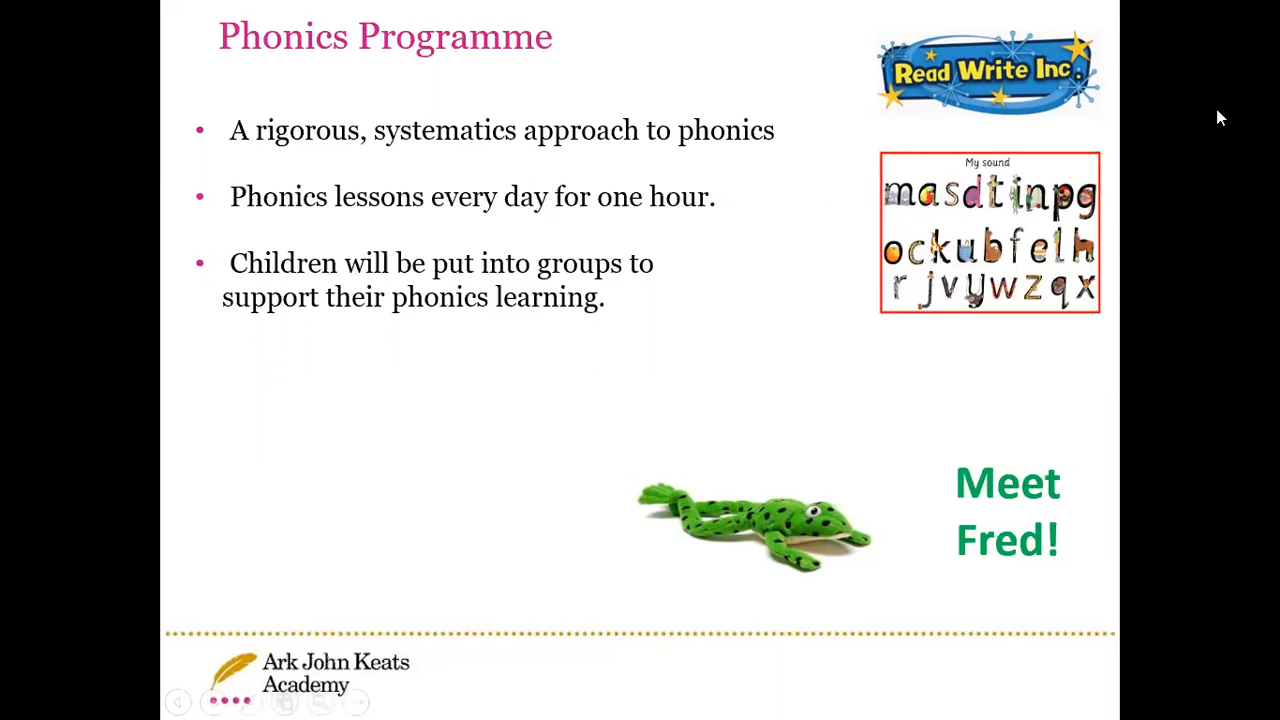 Phonics Programme
Read Write Inc.
• A rigorous, systematics approach to phonics
• Phonics lessons every day for one hour.
• Children will be put into groups to
support their phonics learning.
My sound
m a s d t i n p g
o c k u b f e l h
r j v y w z q x
Meet
Fred!
Ark John Keats
Academy